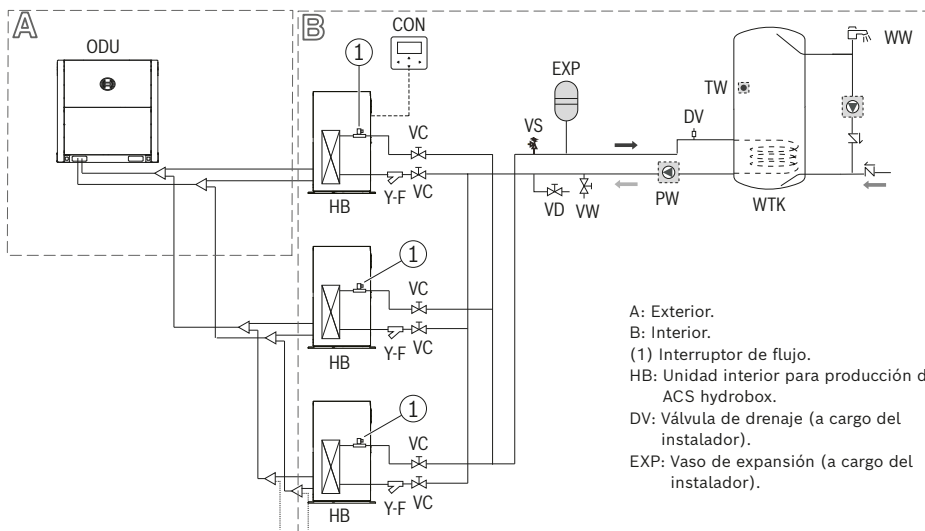 A
B
ODU
CON
1
EXP
WW
TW
VC
VS
DV
Y-F
VC
HB
VD
VW
PW
WTK
1
VC
Y-F
VC
HB
1
VC
Y-F
VC
HB
A: Exterior.
B: Interior.
(1) Interruptor de flujo.
HB: Unidad interior para producción d
ACS hydrobox.
DV: Válvula de drenaje (a cargo del
instalador).
EXP: Vaso de expansión (a cargo del
instalador).